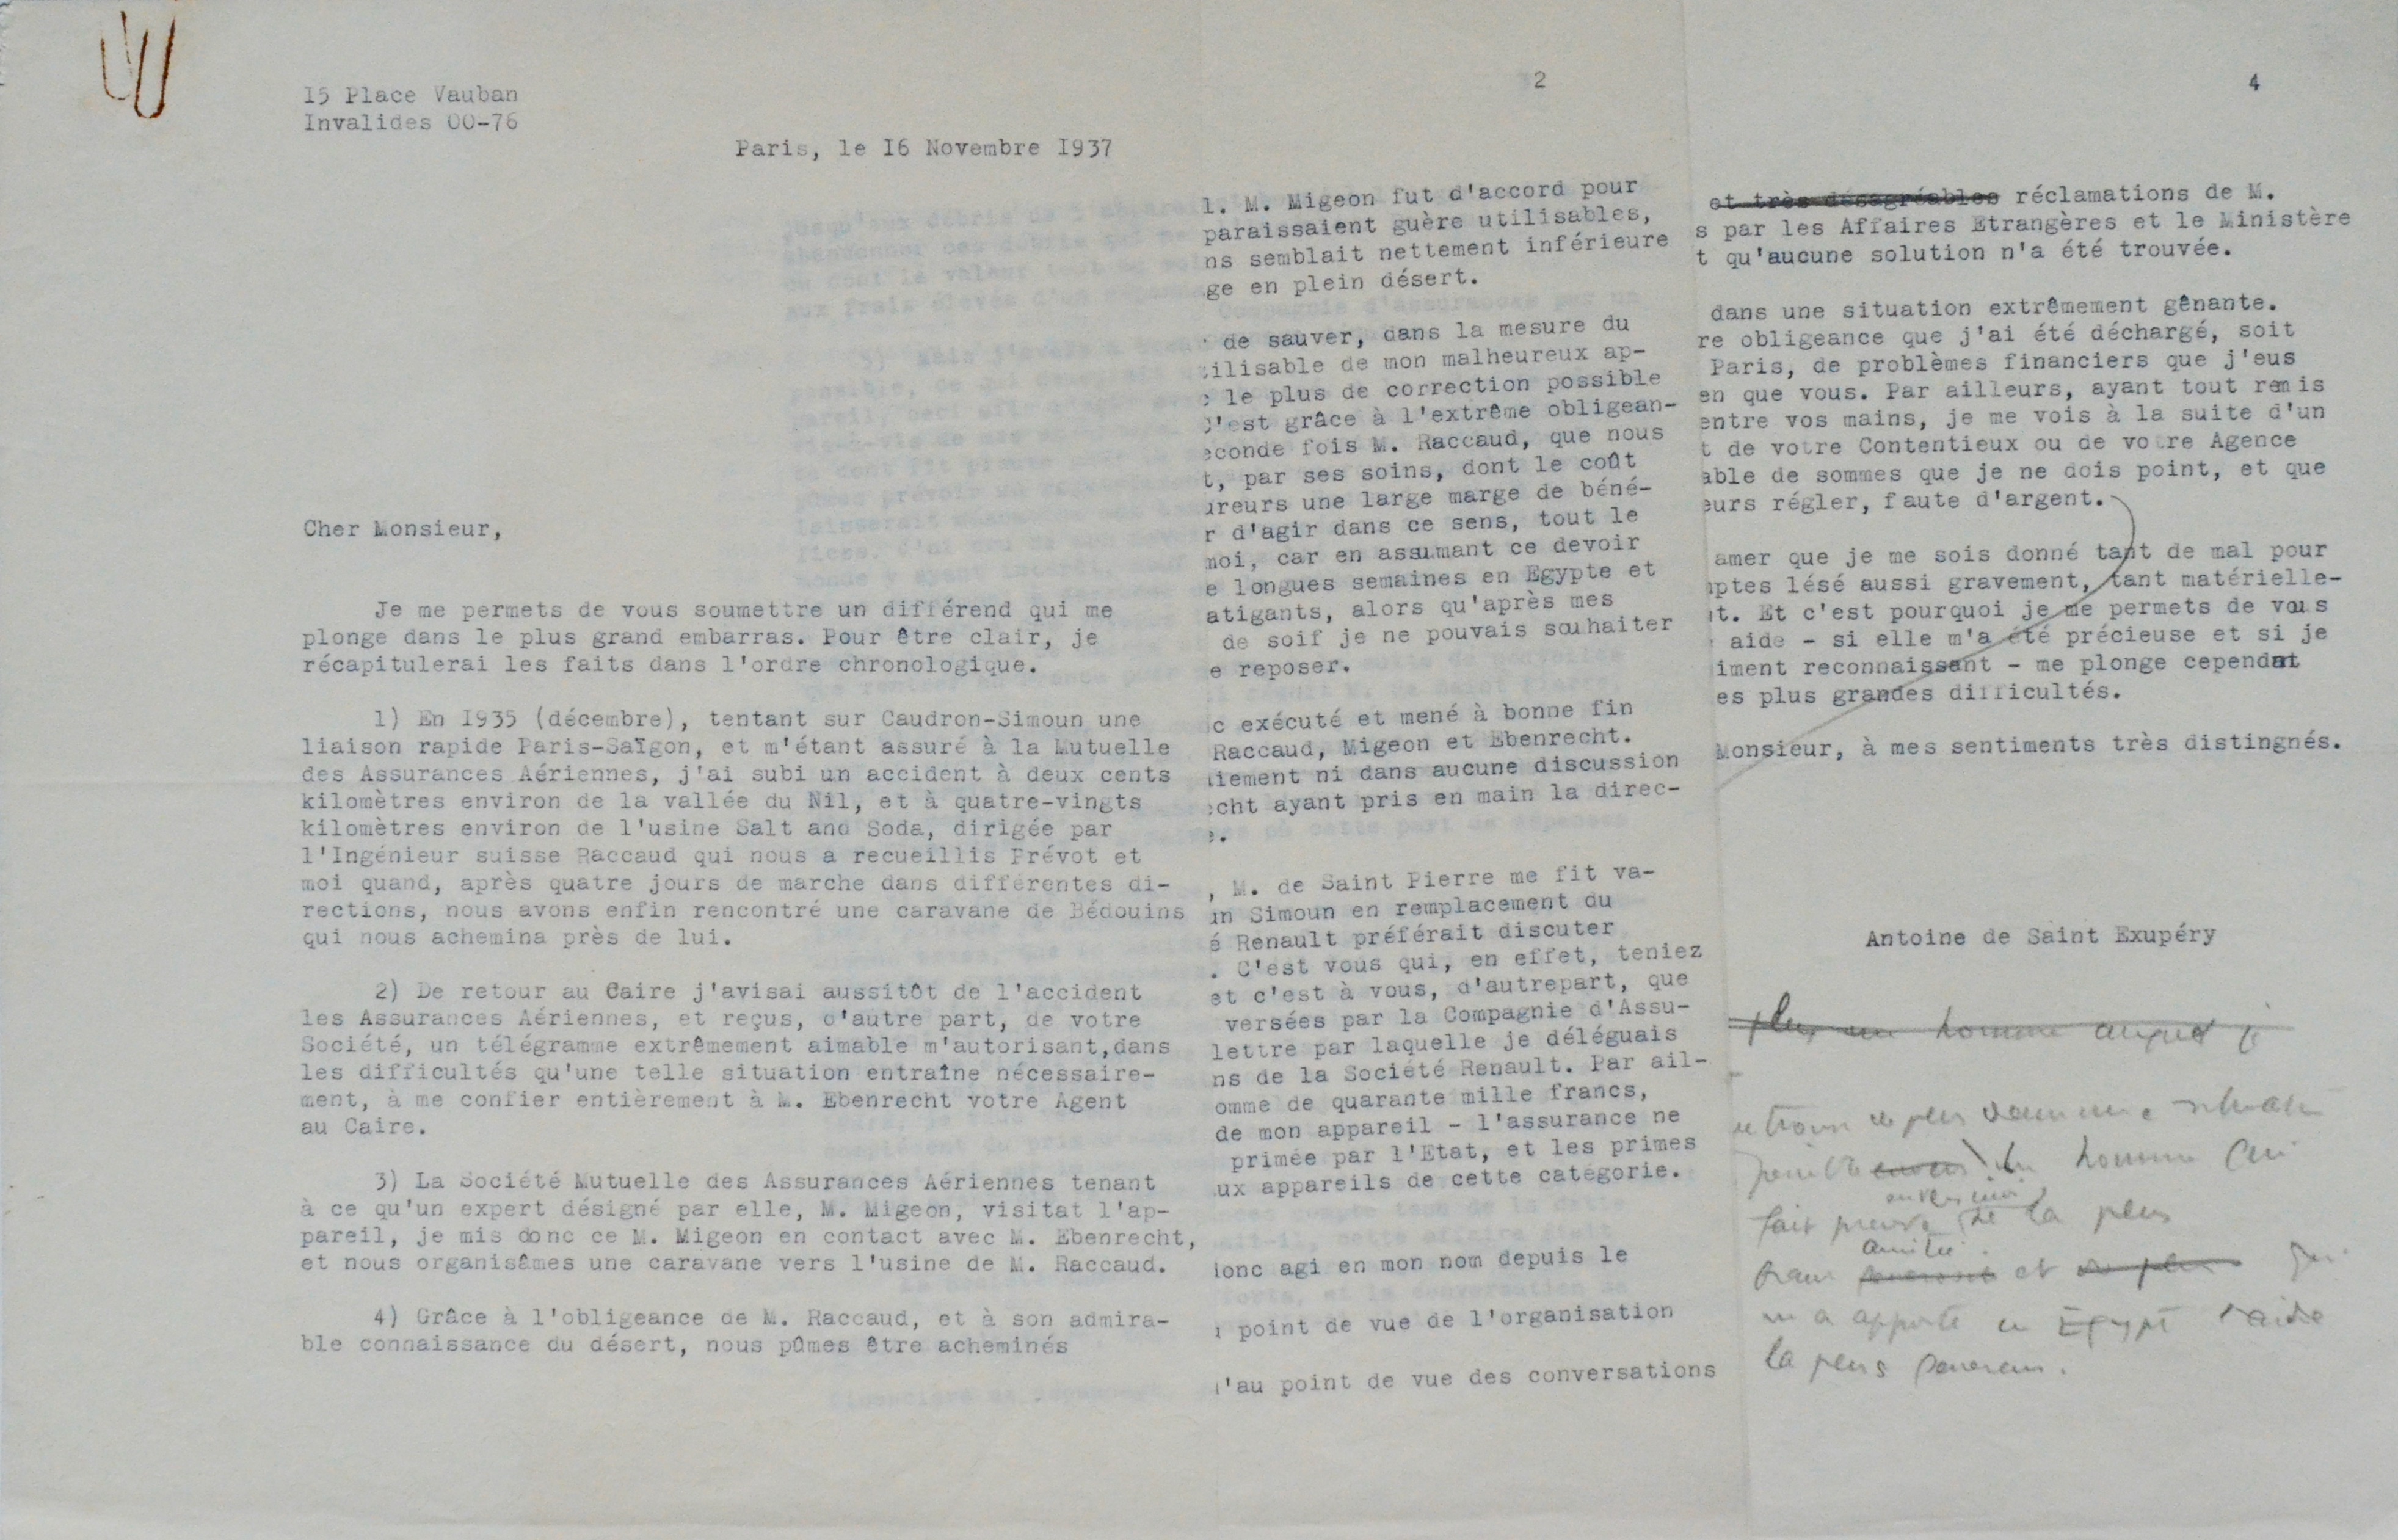 15 Place Vauban
Invalides 00-76
Paris, le 16 Novembre 1937
Cher Monsieur,
Je me permets de vous soumettre un différend qui me
plonge dans le plus grand embarras. Pour être clair, je
récapitulerai les faits dans l'ordre chronologique.
1) En 1935 (décembre), tentant sur Caudron-Simoun une
liaison rapide Paris-Saïgon, et m'étant assuré à la Mutuelle
des Assurances Aériennes, j'ai subi un accident à deux cents
kilomètres environ de la vallée du Nil, et à quatre-vingts
kilomètres environ de l'usine Salt and Soda, dirigée par
l'Ingénieur suisse Raccaud qui nous a recueillis Prévot et
moi quand, après quatre jours de marche dans différentes di-
rections, nous avons enfin rencontré une caravane de Bédouins
qui nous achemina près de lui.
2) De retour au Caire j'avisai aussitôt de l'accident
les Assurances Aériennes, et reçus, d'autre part, de votre
Société, un télégramme extrêmement aimable m'autorisant,dans
les difficultés qu'une telle situation entraîne nécessaire-
ment, à me confier entièrement à M. Ebenrecht votre Agent
au Caire.
3) La Société Mutuelle des Assurances Aériennes tenant
à ce qu'un expert désigné par elle, M. Migeon, visitat l'ap-
pareil, je mis donc ce M. Migeon en contact avec M. Ebenrecht,
et nous organisâmes une caravane vers l'usine de M. Raccaud.
4) Grâce à l'obligeance de M. Raccaud, et à son admira-
ble connaissance du désert, nous pûmes être acheminés
2
l. M. Migeon fut d'accord pour
paraissaient guère utilisables,
ns semblait nettement inférieure
ge en plein désert.
de sauver, dans la mesure du
ilisable de mon malheureux ap-
le plus de correction possible
'est grâce à l'extrême obligean-
econde fois M. Raccaud, que nous
t, par ses soins, dont le coût
ureurs une large marge de béné-
r d'agir dans ce sens, tout le
moi, car en assumant ce devoir
e longues semaines en Egypte et
atigants, alors qu'après mes
de soif je ne pouvais souhaiter
e reposer.
c exécuté et mené à bonne fin
Raccaud, Migeon et Ebenrecht.
iement ni dans aucune discussion
cht ayant pris en main la direc-
e.
, M. de Saint Pierre me fit va-
un Simoun en remplacement du
é Renault préférait discuter
. C'est vous qui, en effet, teniez
et c'est à vous, d'autrepart, que
versées par la Compagnie d'Assu-
lettre par laquelle je déléguais
ns de la Société Renault. Par ail-
omme de quarante mille francs,
de mon appareil - l'assurance ne
primée par l'Etat, et les primes
ux appareils de cette catégorie.
donc agi en mon nom depuis le
point de vue de l'organisation
'au point de vue des conversations
4
et très désagréables réclamations de M.
s par les Affaires Etrangères et le Ministère
t qu'aucune solution n'a été trouvée.
dans une situation extrêmement gênante.
re obligeance que j'ai été déchargé, soit
Paris, de problèmes financiers que j'eus
en que vous. Par ailleurs, ayant tout remis
entre vos mains, je me vois à la suite d'un
t de votre Contentieux ou de votre Agence
able de sommes que je ne dois point, et que
eurs régler, faute d'argent.
amer que je me sois donné tant de mal pour
mptes lésé aussi gravement, tant matérielle-
t. Et c'est pourquoi je me permets de vous
aide - si elle m'a été précieuse et si je
iment reconnaissant - me plonge cependat
es plus grandes difficultés.
Monsieur, à mes sentiments très distingnés.
Antoine de Saint Exupéry
homme auquel je
homme qui
fait preuve envers moi de la plus
amitié et
m'a apporté en Egypte l'aide
la plus